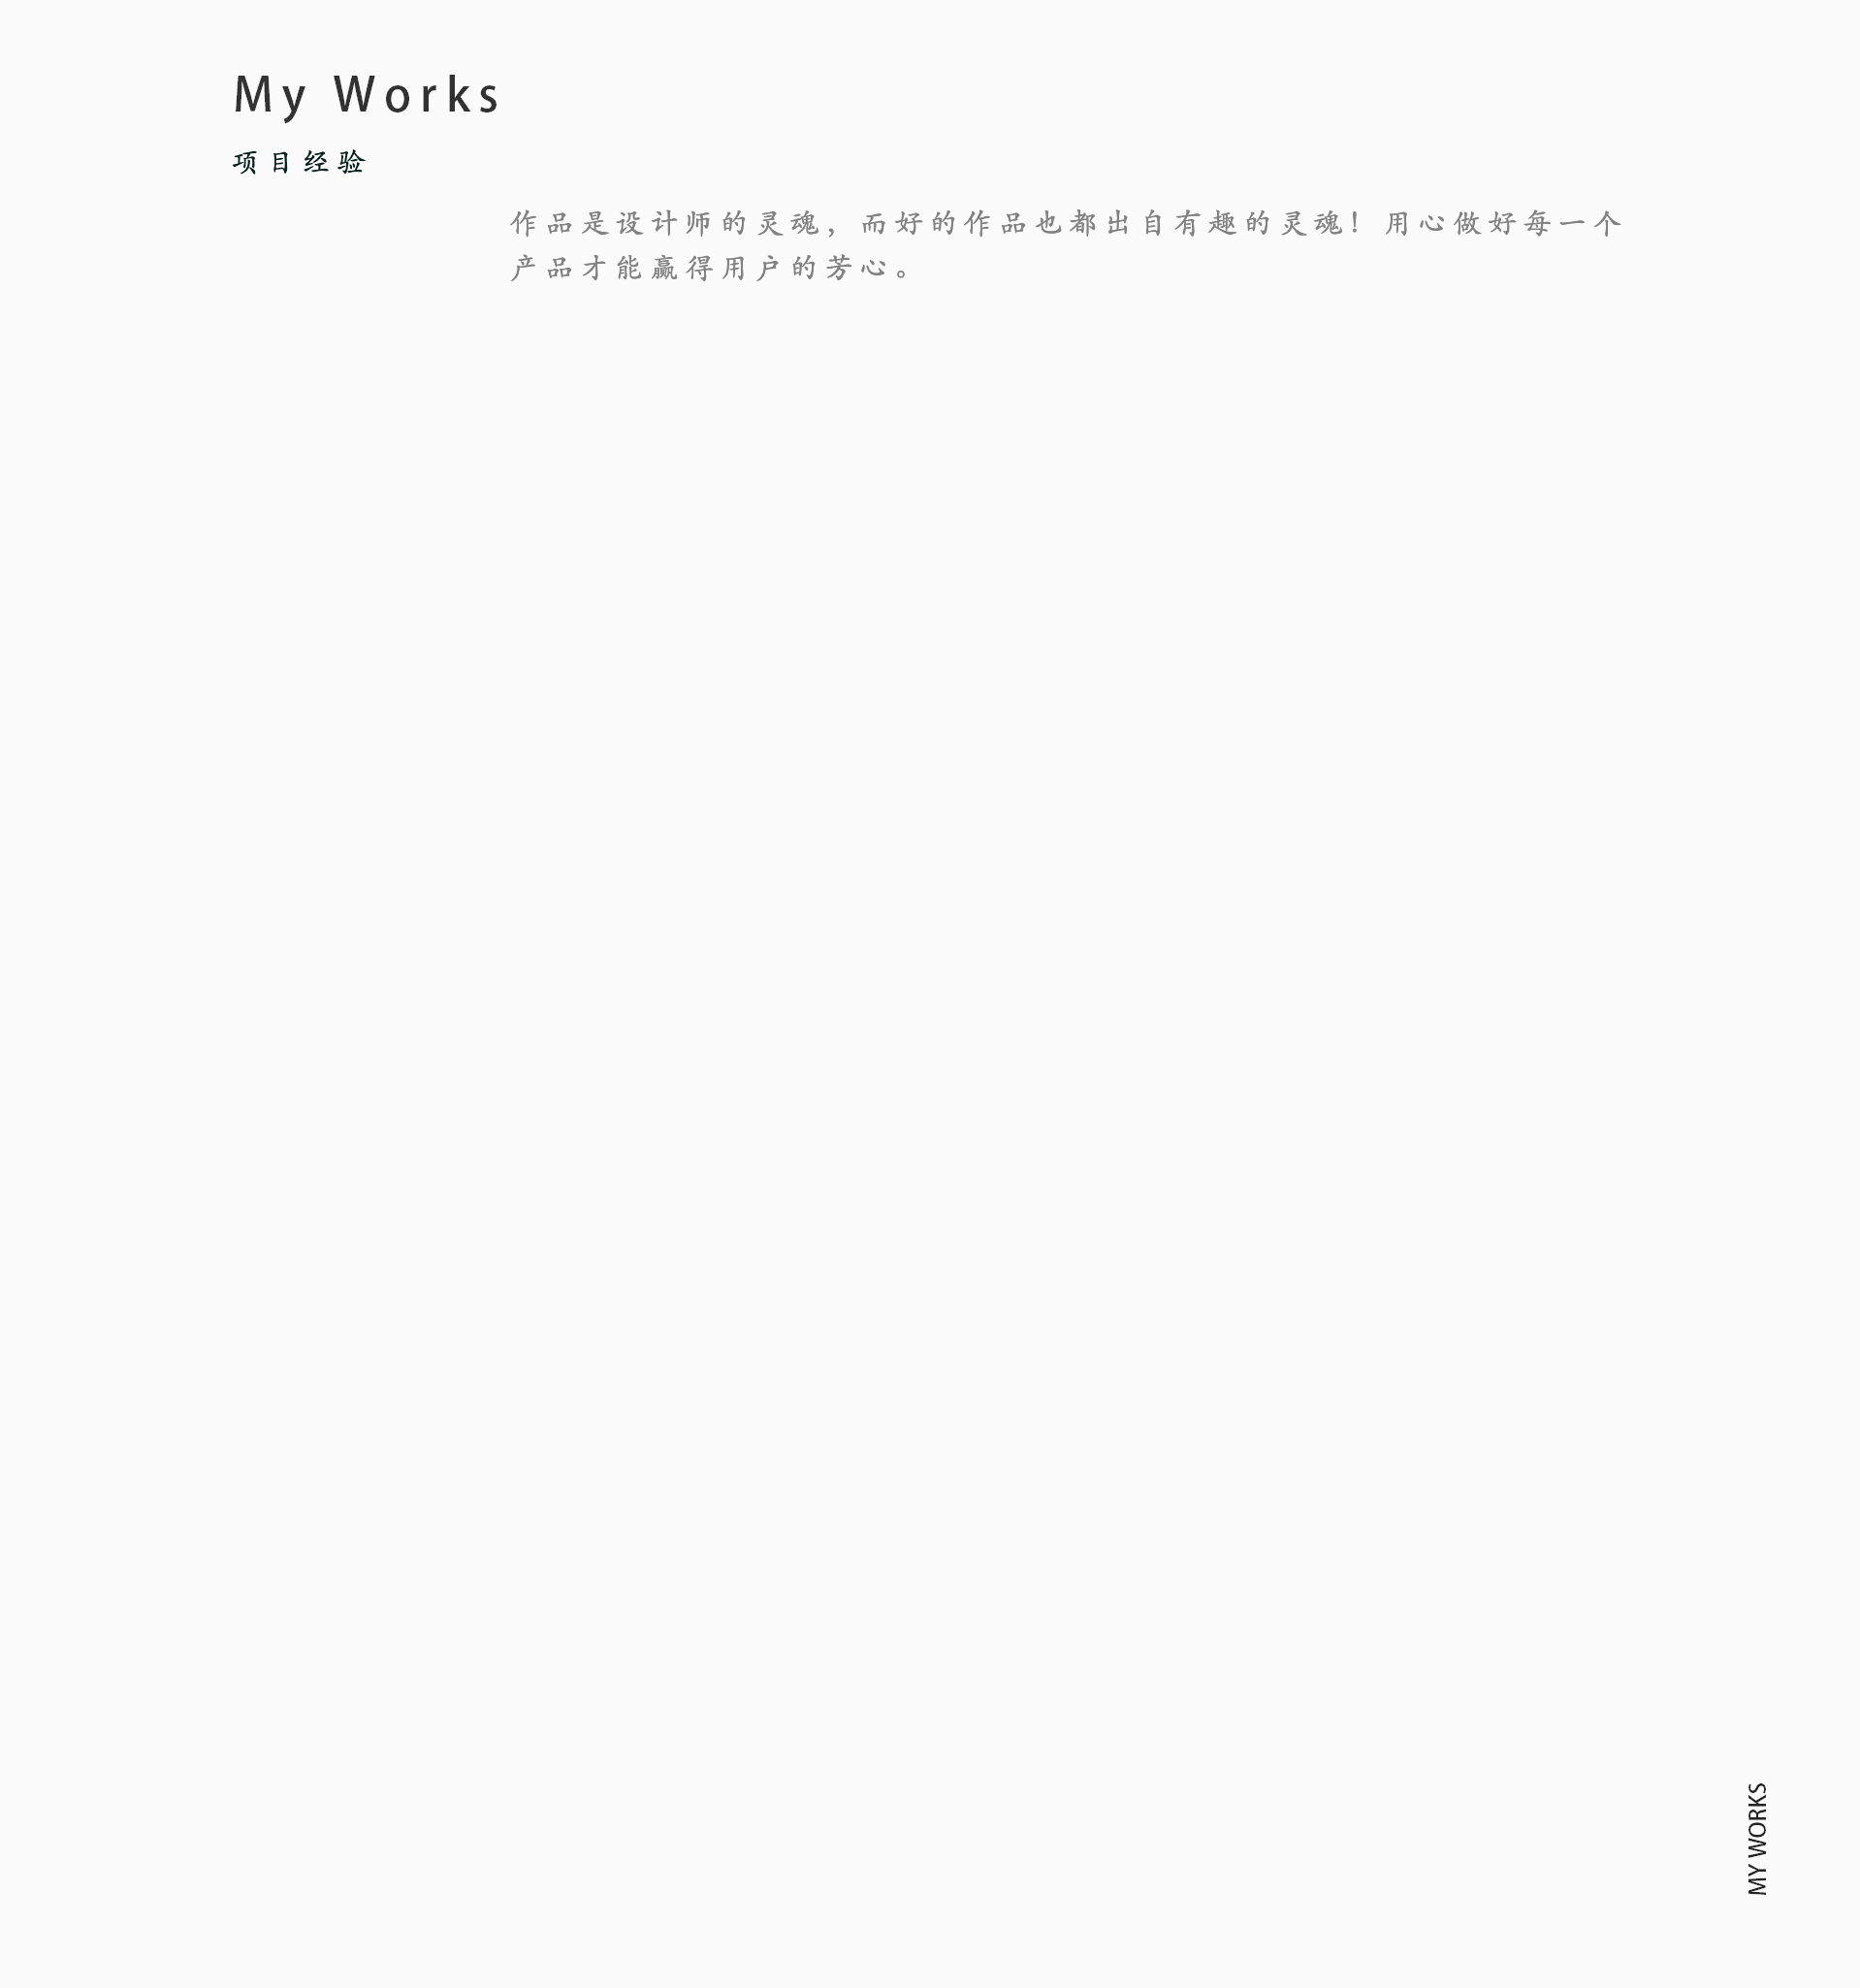 My Works
项目经验
作品是设计师的灵魂，而好的作品也都出自有趣的灵魂！用心做好每一个
产品才能赢得用户的芳心。
MY WORKS